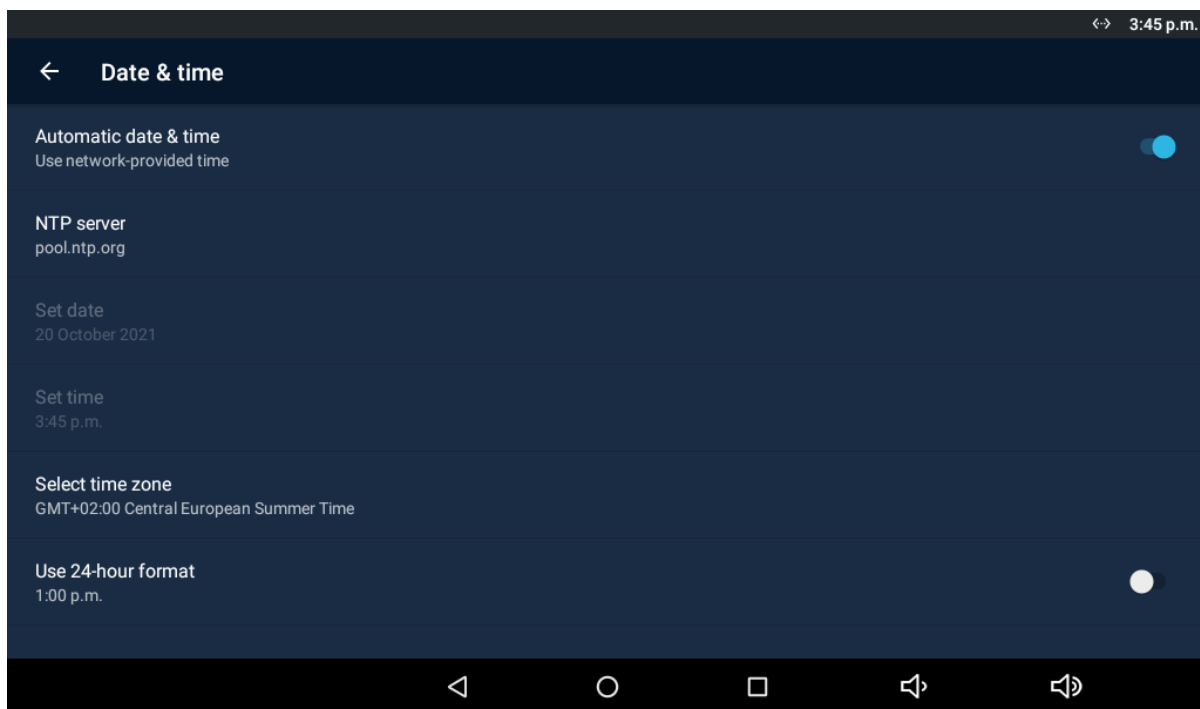 3:45 p.m.
Date & time
Automatic date & time
Use network-provided time
NTP server
pool.ntp.org
Set date
20 October 2021
Set time
3:45 p.m.
Select time zone
GMT+02:00 Central European Summer Time
Use 24-hour format
1:00 p.m.